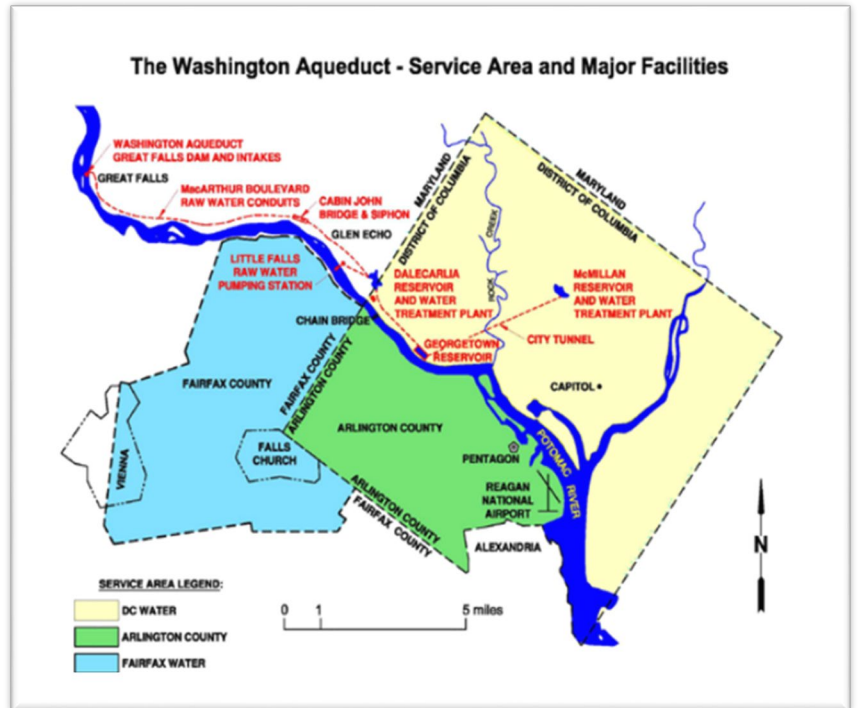 The Washington Aqueduct - Service Area and Major Facilities
WASHINGTON AQUEDUCT
GREAT FALLS DAM AND INTAKES
GREAT FALLS
MacARTHUR BOULEVARD
RAW WATER CONDUITS
CABIN JOHN
BRIDGE & SIPHON
GLEN ECHO
MARYLAND
DISTRICT OF COLUMBIA
MARYLAND
DISTRICT OF COLUMBIA
ROCK CREEK
LITTLE FALLS
RAW WATER
PUMPING STATION
DALECARLIA
RESERVOIR
AND WATER
TREATMENT PLANT
McMILLAN
RESERVOIR
AND WATER
TREATMENT PLANT
CHAIN BRIDGE
GEORGETOWN
RESERVOIR
CITY TUNNEL
FAIRFAX COUNTY
FAIRFAX COUNTY
ARLINGTON COUNTY
CAPITOL
ARLINGTON COUNTY
FALLS
CHURCH
VIENNA
PENTAGON
POTOMAC RIVER
REAGAN
NATIONAL
AIRPORT
ARLINGTON COUNTY
FAIRFAX COUNTY
ALEXANDRIA
N
SERVICE AREA LEGEND:
DC WATER
ARLINGTON COUNTY
FAIRFAX WATER
0 1 5 miles